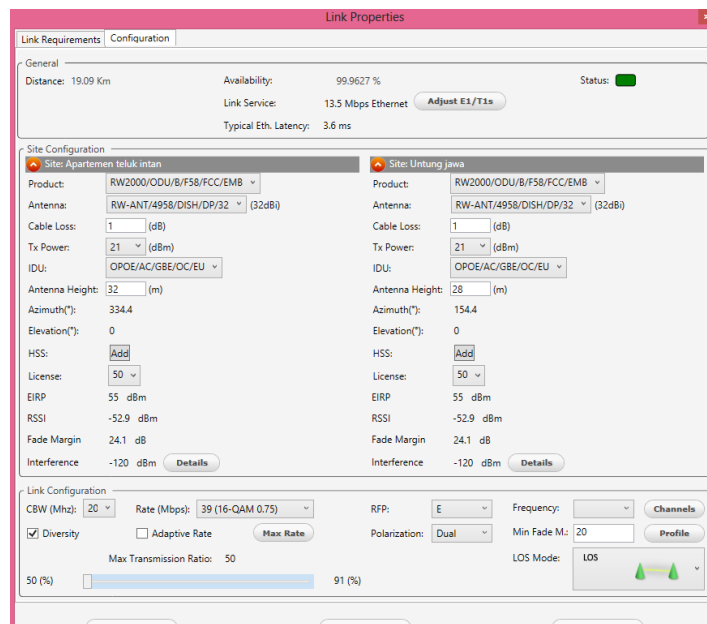 Link Properties
Link Requirements Configuration
General
Distance: 19.09 Km Availability: 99.9627 % Status:
Link Service: 13.5 Mbps Ethernet Adjust E1/T1s
Typical Eth. Latency: 3.6 ms
Site Configuration
Site: Apartemen teluk intan Site: Untung jawa
Product: RW2000/ODU/B/F58/FCC/EMB Product: RW2000/ODU/B/F58/FCC/EMB
Antenna: RW-ANT/4958/DISH/DP/32 (32dBi) Antenna: RW-ANT/4958/DISH/DP/32 (32dBi)
Cable Loss: 1 (dB) Cable Loss: 1 (dB)
Tx Power: 21 (dBm) Tx Power: 21 (dBm)
IDU: OPOE/AC/GBE/OC/EU IDU: OPOE/AC/GBE/OC/EU
Antenna Height: 32 (m) Antenna Height: 28 (m)
Azimuth(°): 334.4 Azimuth(°): 154.4
Elevation(°): 0 Elevation(°): 0
HSS: Add HSS: Add
License: 50 License: 50
EIRP 55 dBm EIRP 55 dBm
RSSI -52.9 dBm RSSI -52.9 dBm
Fade Margin 24.1 dB Fade Margin 24.1 dB
Interference -120 dBm Details Interference -120 dBm Details
Link Configuration
CBW (Mhz): 20 Rate (Mbps): 39 (16-QAM 0.75) RFP: E Frequency: Channels
Diversity Adaptive Rate Max Rate Polarization: Dual Min Fade M.: 20 Profile
Max Transmission Ratio: 50 LOS Mode: LOS
50 (%) 91 (%)